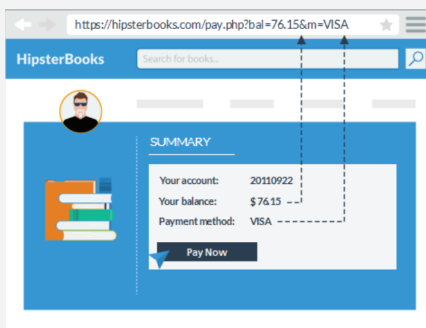 https://hipsterbooks.com/pay.php?bal=76.15&m=VISA
HipsterBooks Search for books...
SUMMARY
Your account: 20110922
Your balance: $ 76.15
Payment method: VISA
Pay Now